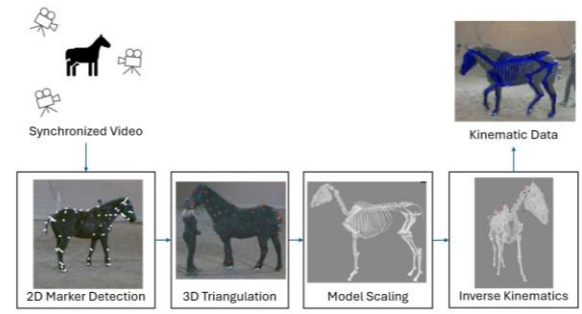 Synchronized Video
Kinematic Data
2D Marker Detection
3D Triangulation
Model Scaling
Inverse Kinematics